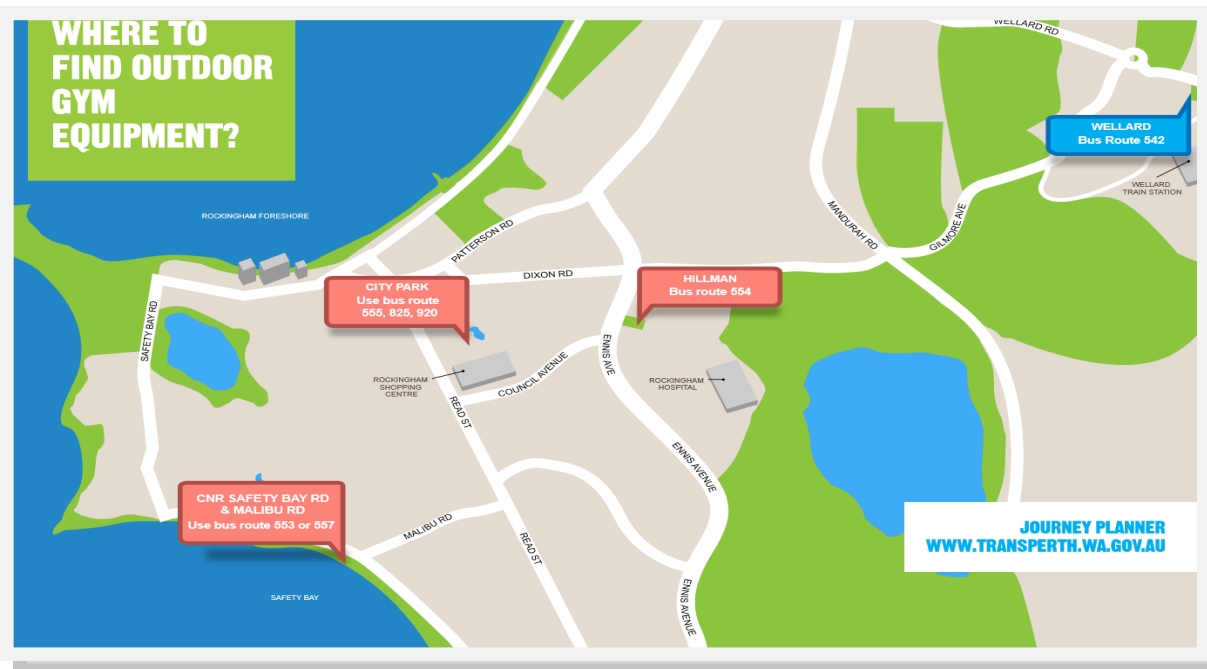 WHERE TO
FIND OUTDOOR
GYM
EQUIPMENT?
WELLARD RD
WELLARD
Bus Route 542
WELLARD
TRAIN STATION
ROCKINGHAM FORESHORE
PATTERSON RD
MANDURAH RD
GILMORE AVE
DIXON RD
CITY PARK
Use bus route
555, 825, 920
HILLMAN
Bus route 554
SAFETY BAY RD
ENNIS AVE
ROCKINGHAM
SHOPPING
CENTRE
COUNCIL AVENUE
ROCKINGHAM
HOSPITAL
READ ST
ENNIS AVENUE
CNR SAFETY BAY RD
& MALIBU RD
Use bus route 553 or 557
MALIBU RD
READ ST
JOURNEY PLANNER
WWW.TRANSPERTH.WA.GOV.AU
SAFETY BAY
ENNIS AVENUE